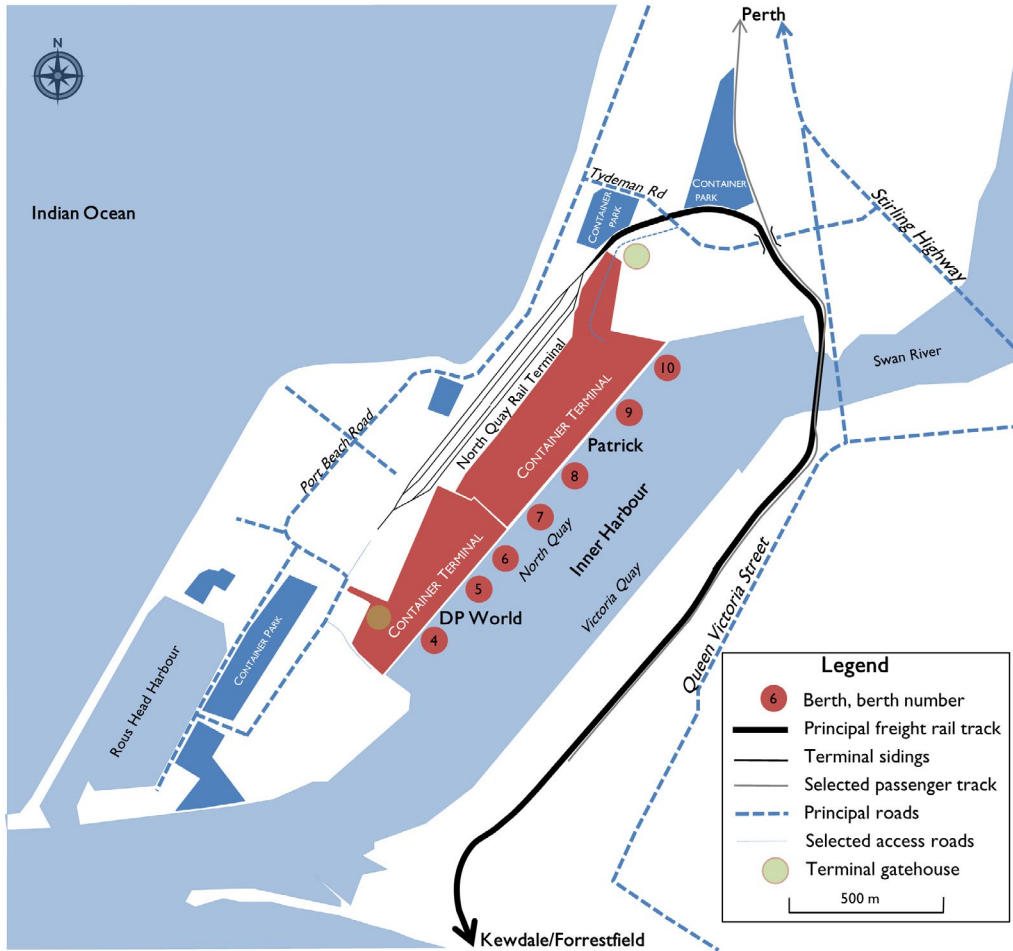 N
Perth
Indian Ocean
Tydeman Rd
CONTAINER
PARK
CONTAINER
PARK
Stirling Highway
Swan River
North Quay Rail Terminal
CONTAINER TERMINAL
10
9
Patrick
8
7
6
5
4
North Quay
Inner Harbour
Victoria Quay
Port Beach Road
CONTAINER TERMINAL
DP World
CONTAINER PARK
Rous Head Harbour
Queen Victoria Street
Kewdale/Forrestfield
Legend
6 Berth, berth number
Principal freight rail track
Terminal sidings
Selected passenger track
Principal roads
Selected access roads
Terminal gatehouse
500 m